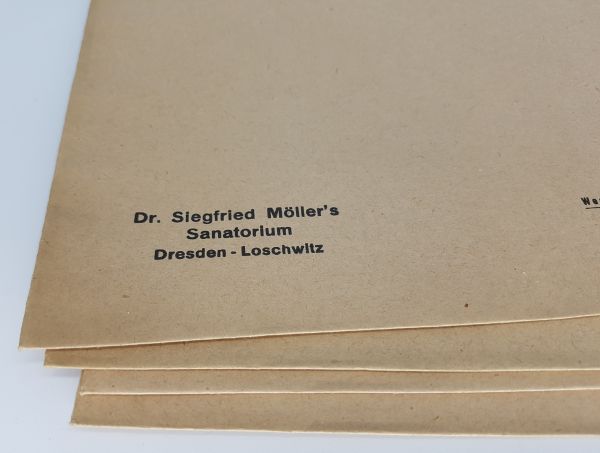 Dr. Siegfried Möller's
Sanatorium
Dresden - Loschwitz